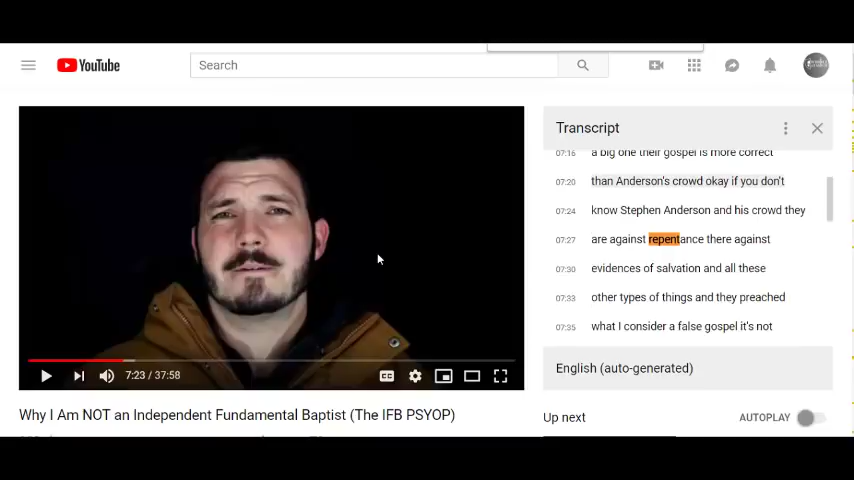 YouTube
Search
Transcript
07:16 a big one their gospel is more correct
07:20 than Anderson's crowd okay if you don't
07:24 know Stephen Anderson and his crowd they
07:27 are against repentance there against
07:30 evidences of salvation and all these
07:33 other types of things and they preached
07:35 what I consider a false gospel it's not
English (auto-generated)
7:23 / 37:58
CC
Why I Am NOT an Independent Fundamental Baptist (The IFB PSYOP)
Up next
AUTOPLAY